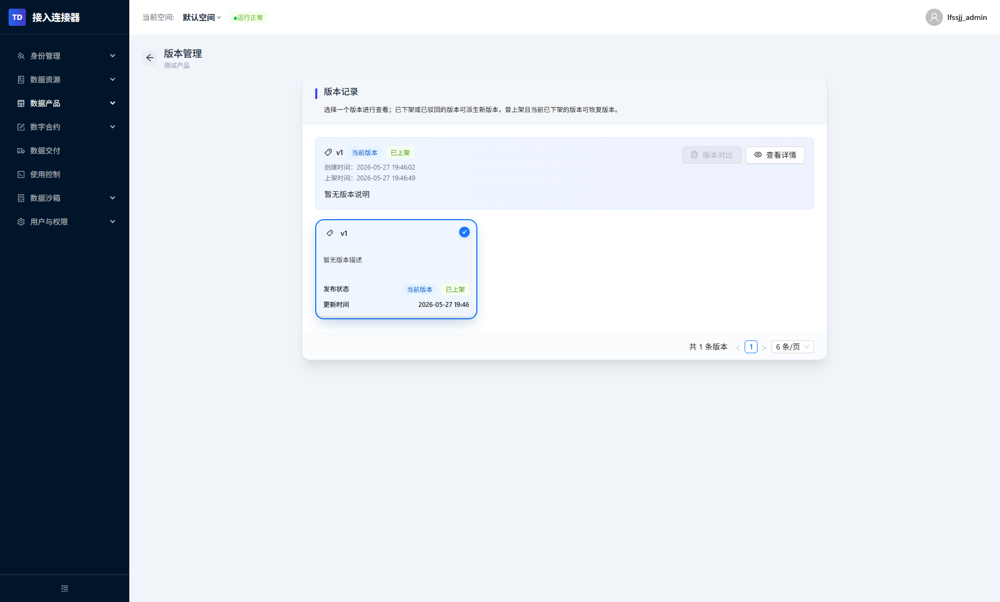 TD 接入连接器
当前空间: 默认空间 运行正常
lfssjj_admin
身份管理
数据资源
数据产品
数字合约
数据交付
使用控制
数据沙箱
用户与权限
版本管理
测试产品
版本记录
选择一个版本进行查看；已下架或已驳回的版本可派生新版本，曾上架且当前已下架的版本可恢复版本。
v1 当前版本 已上架
版本对比 查看详情
创建时间：2026-05-27 19:46:02
上架时间：2026-05-27 19:46:49
暂无版本说明
v1
暂无版本描述
发布状态 当前版本 已上架
更新时间 2026-05-27 19:46
共 1 条版本 1 6 条/页